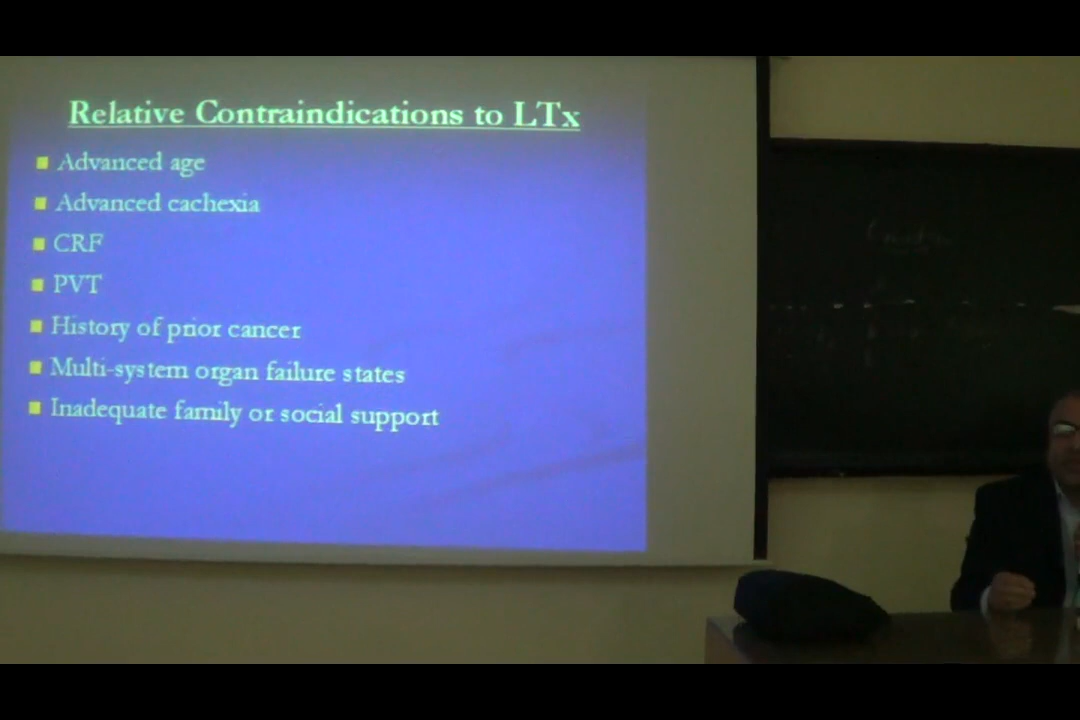 Relative Contraindications to LTx
Advanced age
Advanced cachexia
CRF
PVT
History of prior cancer
Multi-system organ failure states
Inadequate family or social support